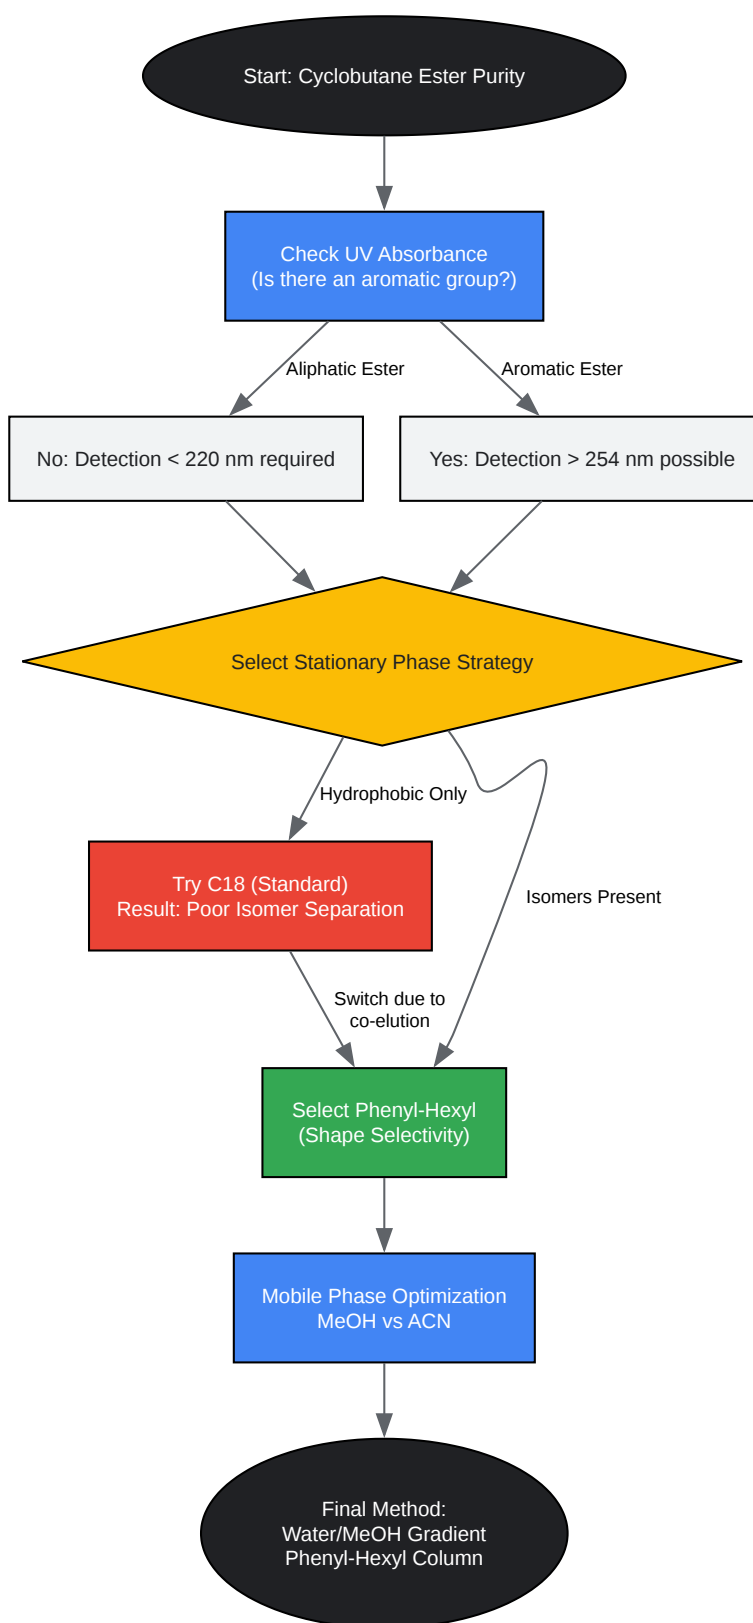 Start: Cyclobutane Ester Purity
Check UV Absorbance
(Is there an aromatic group?)
Aliphatic Ester
Aromatic Ester
No: Detection < 220 nm required
Yes: Detection > 254 nm possible
Select Stationary Phase Strategy
Hydrophobic Only
Try C18 (Standard)
Result: Poor Isomer Separation
Isomers Present
Switch due to
co-elution
Select Phenyl-Hexyl
(Shape Selectivity)
Mobile Phase Optimization
MeOH vs ACN
Final Method:
Water/MeOH Gradient
Phenyl-Hexyl Column